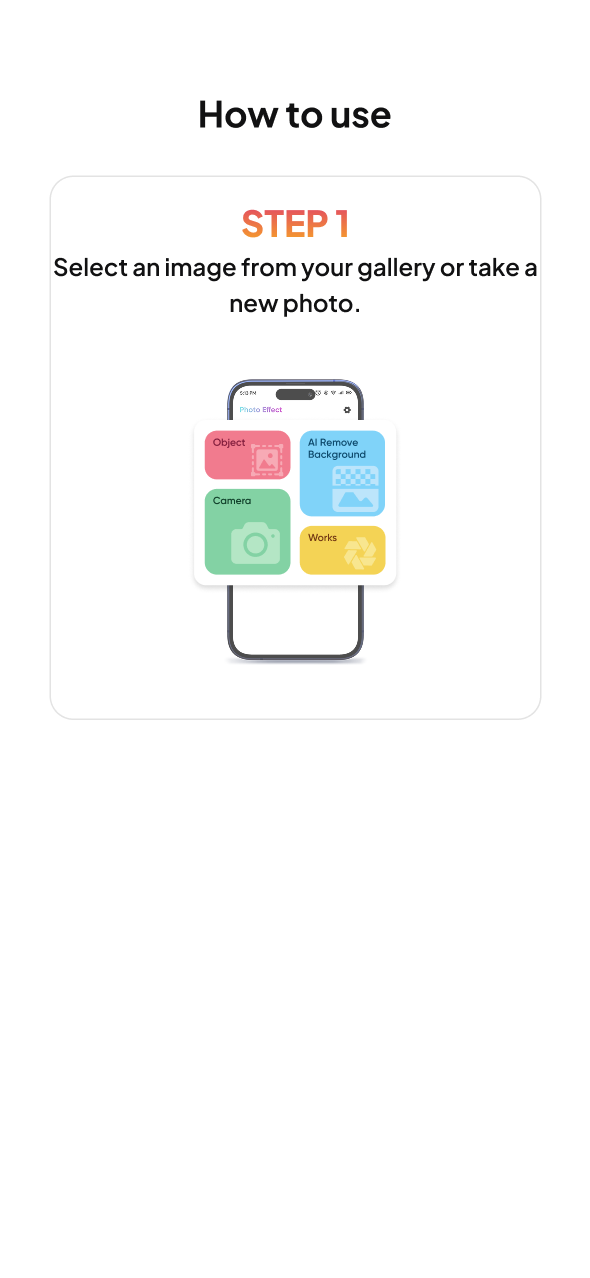 How to use
STEP 1
Select an image from your gallery or take a
new photo.
5:13 PM
Photo Effect
Object
AI Remove
Background
Camera
Works